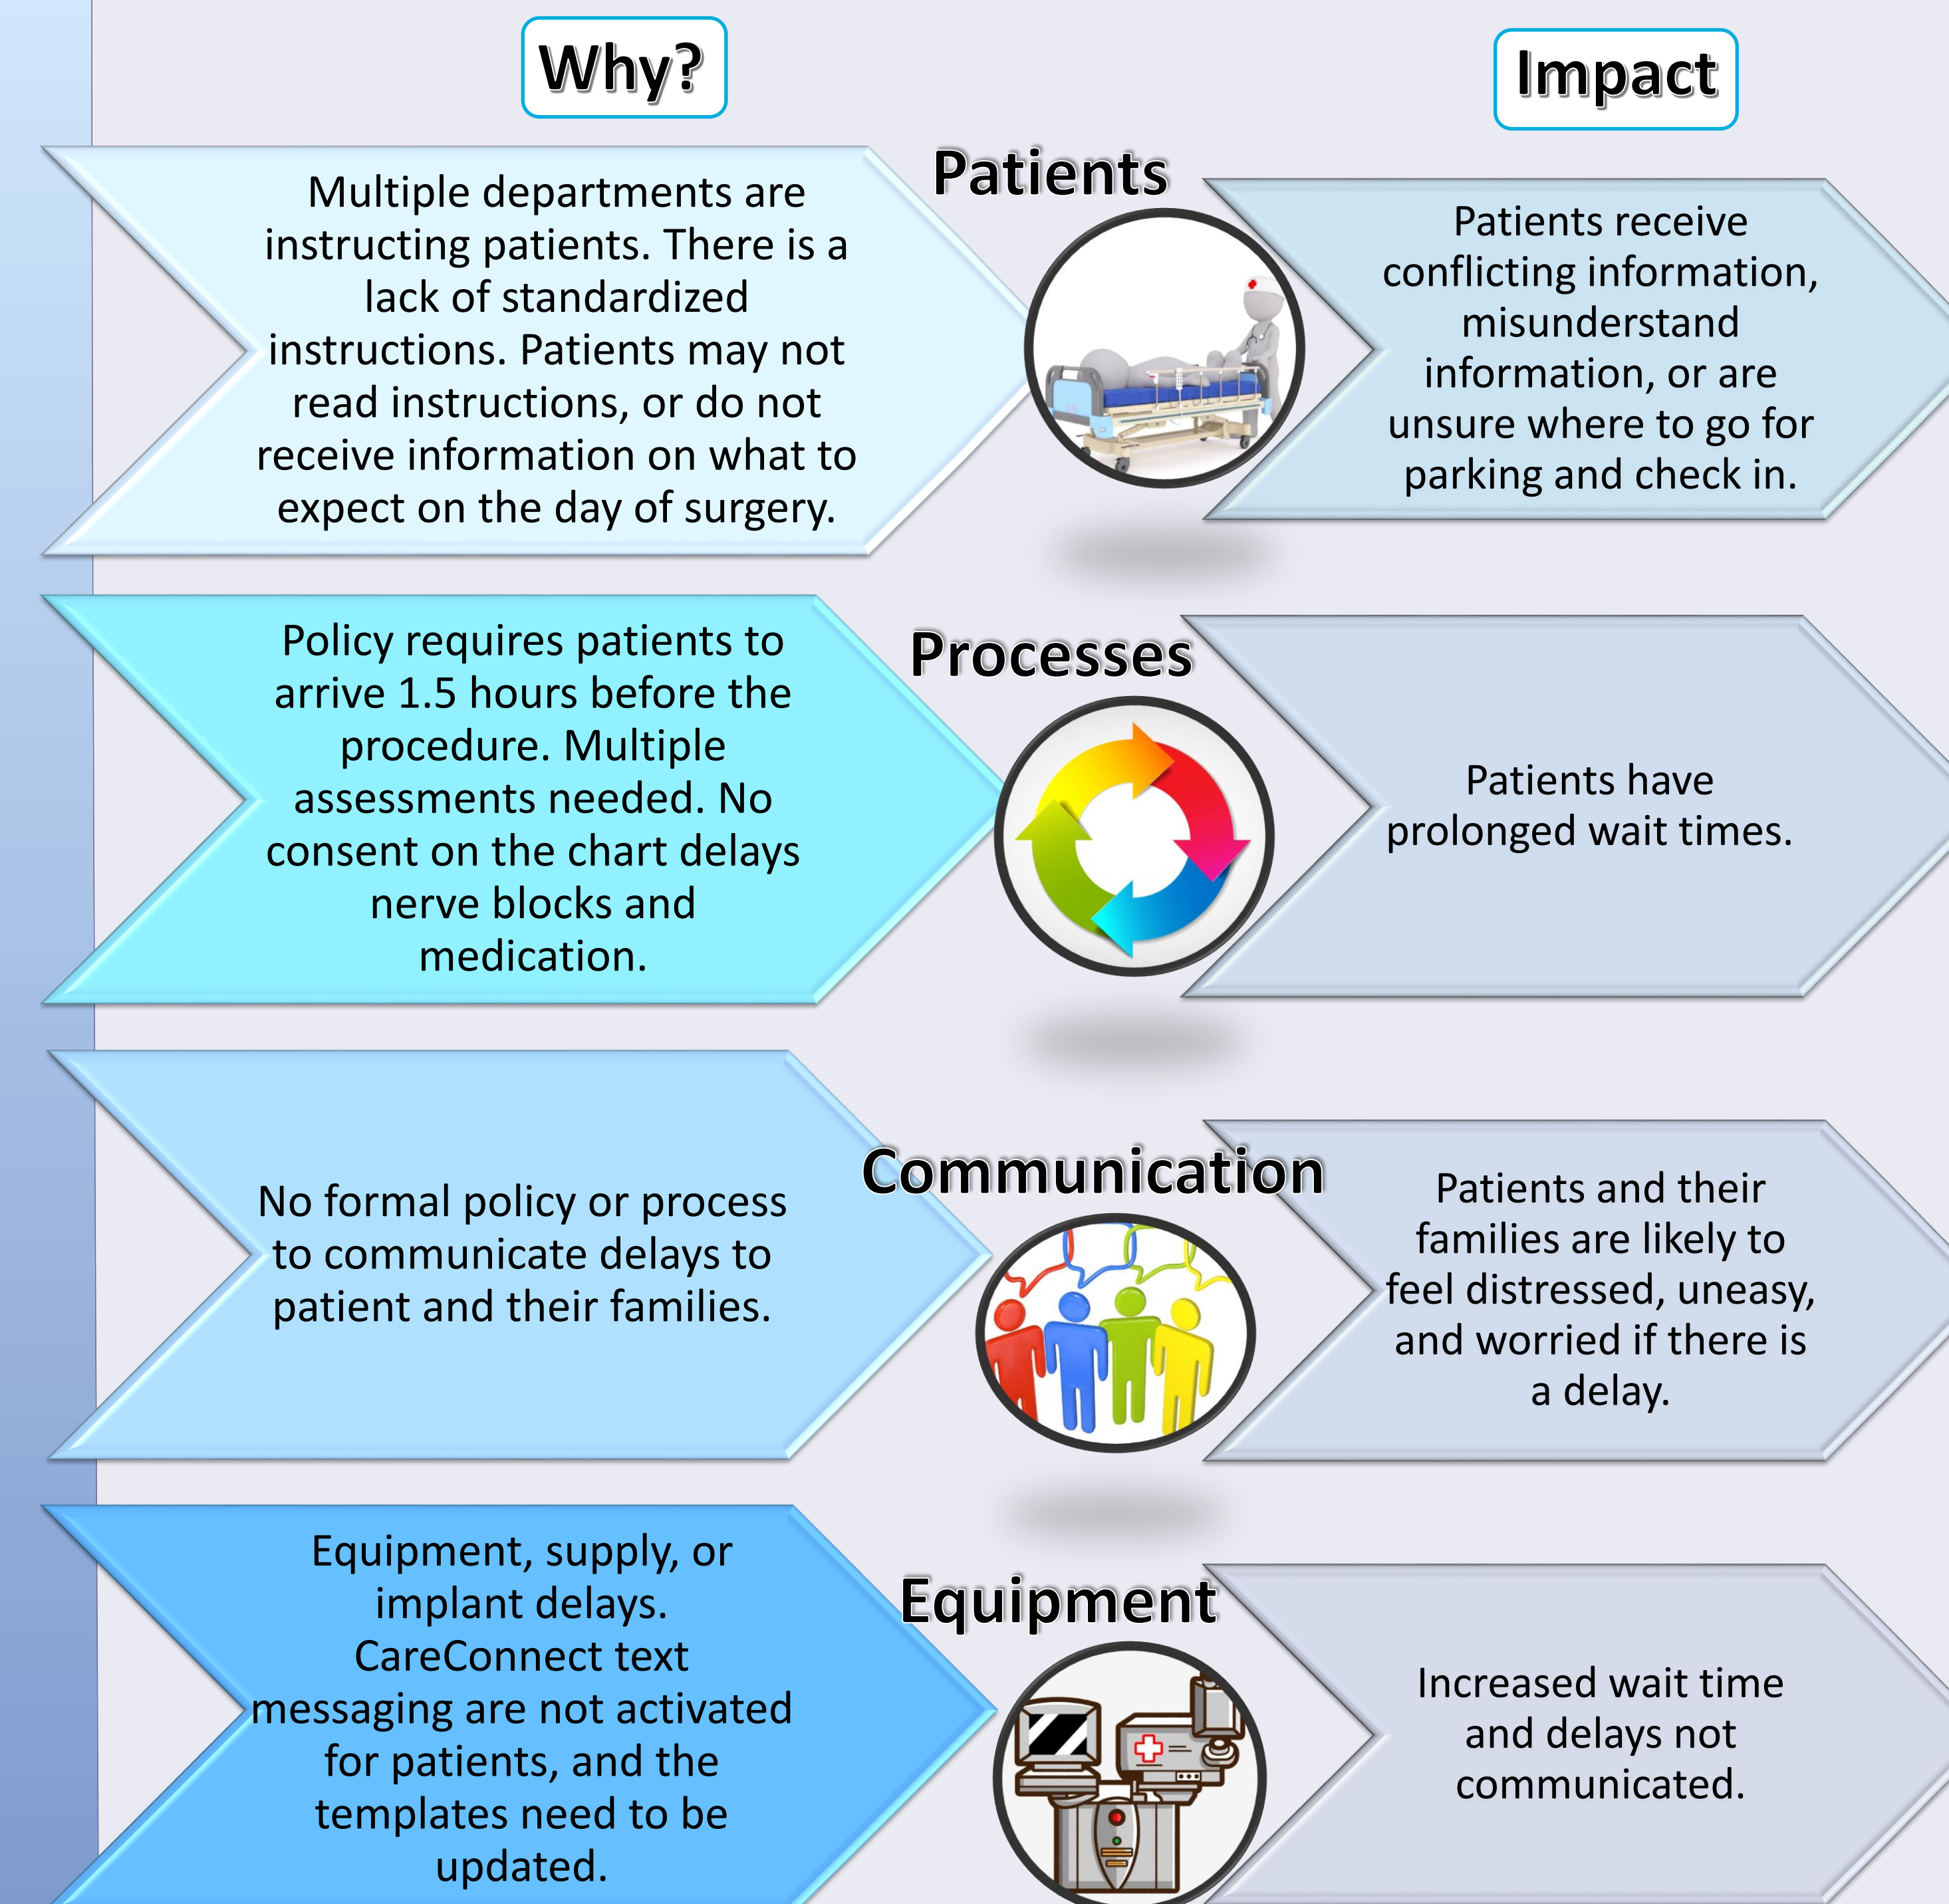 Why?
Impact
Patients
Multiple departments are
instructing patients. There is a
lack of standardized
instructions. Patients may not
read instructions, or do not
receive information on what to
expect on the day of surgery.
Patients receive
conflicting information,
misunderstand
information, or are
unsure where to go for
parking and check in.
Processes
Policy requires patients to
arrive 1.5 hours before the
procedure. Multiple
assessments needed. No
consent on the chart delays
nerve blocks and
medication.
Patients have
prolonged wait times.
Communication
No formal policy or process
to communicate delays to
patient and their families.
Patients and their
families are likely to
feel distressed, uneasy,
and worried if there is
a delay.
Equipment
Equipment, supply, or
implant delays.
CareConnect text
messaging are not activated
for patients, and the
templates need to be
updated.
Increased wait time
and delays not
communicated.